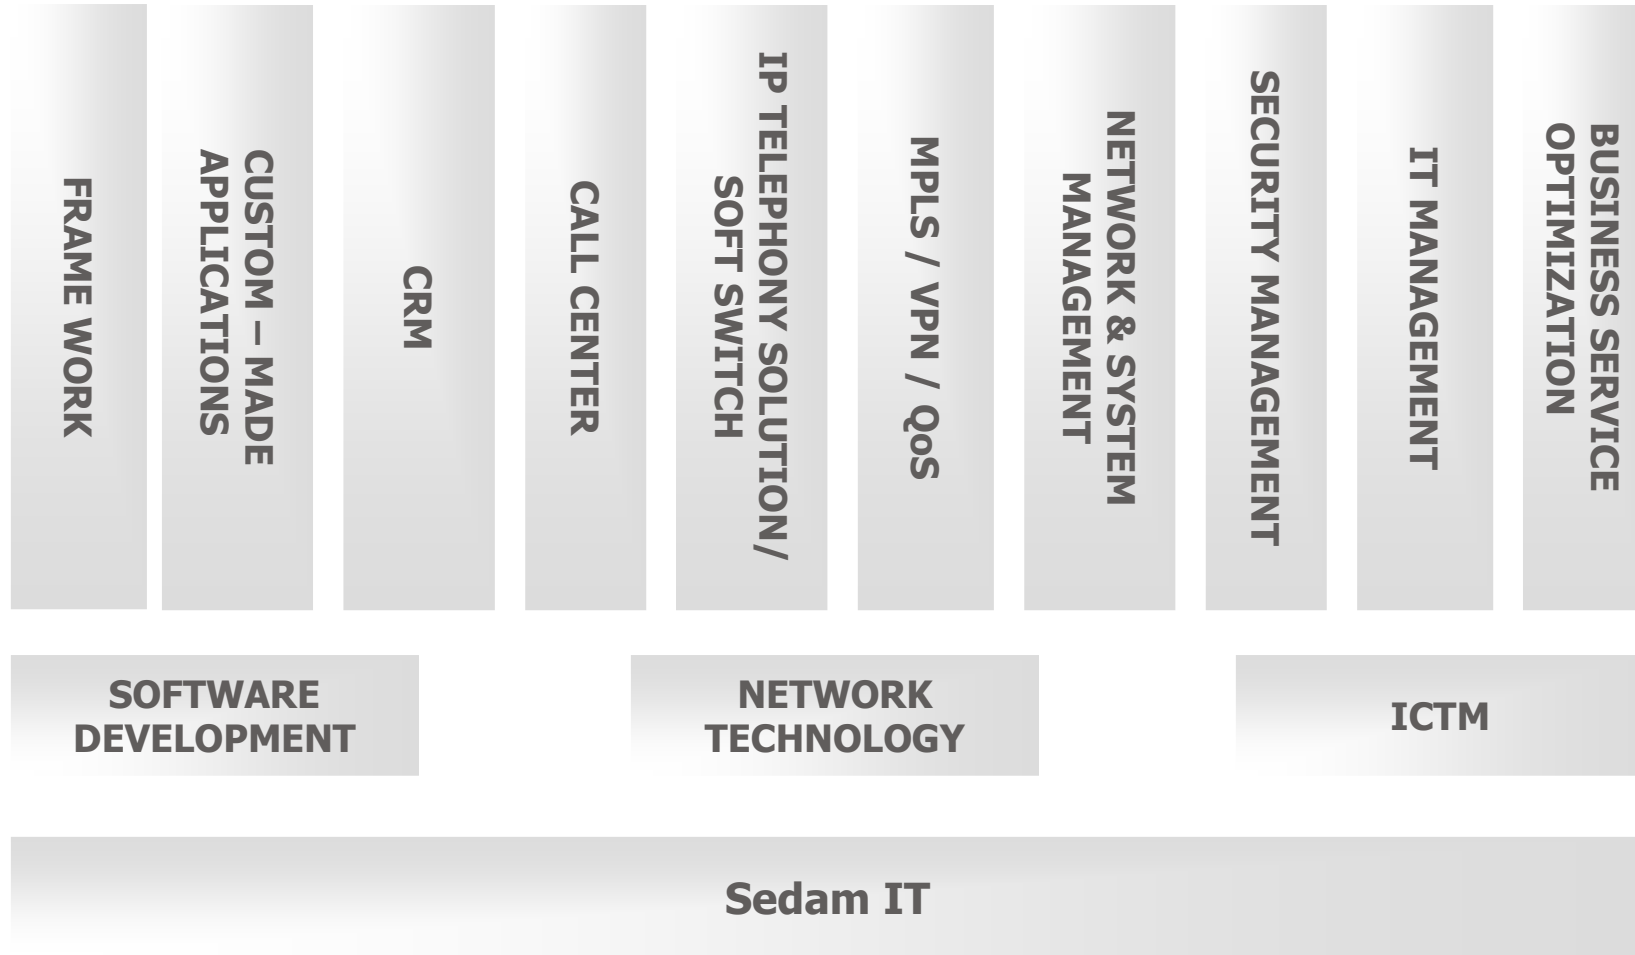 FRAME WORK
CUSTOM – MADE
APPLICATIONS
CRM
CALL CENTER
IP TELEPHONY SOLUTION/
SOFT SWITCH
MPLS / VPN / QoS
NETWORK & SYSTEM
MANAGEMENT
SECURITY MANAGEMENT
IT MANAGEMENT
BUSINESS SERVICE
OPTIMIZATION
SOFTWARE
DEVELOPMENT
NETWORK
TECHNOLOGY
ICTM
Sedam IT